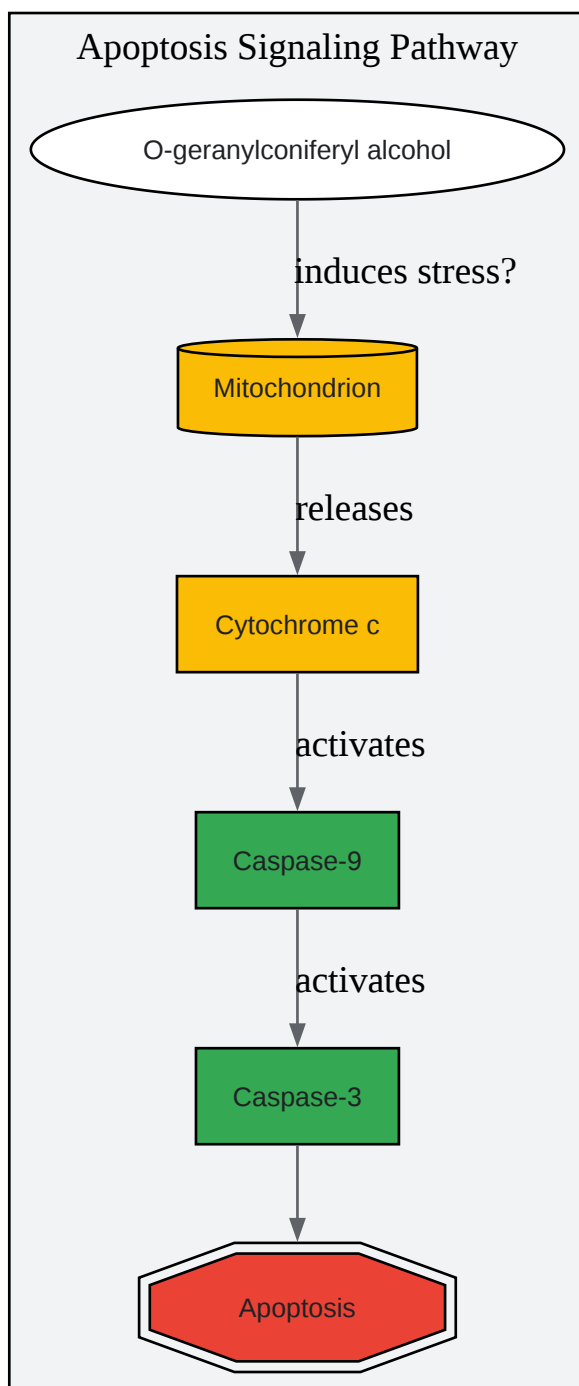 Apoptosis Signaling Pathway
O-geranylconiferyl alcohol
induces stress?
Mitochondrion
releases
Cytochrome c
activates
Caspase-9
activates
Caspase-3
Apoptosis